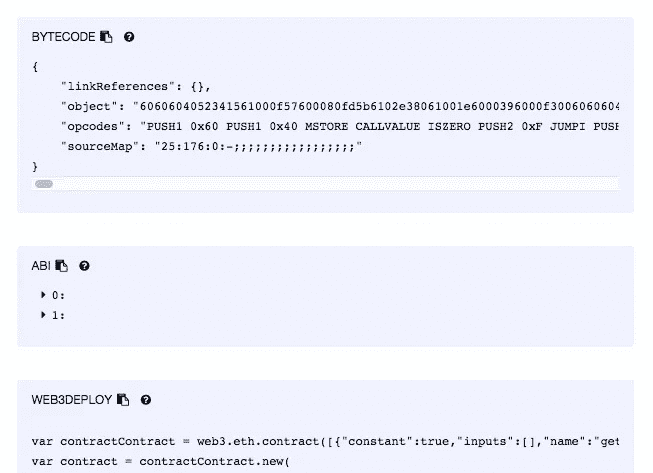 BYTECODE
{
"linkReferences": {},
"object": "6060604052341561000f57600080fd5b6102e38061001e6000396000f3006060604
"opcodes": "PUSH1 0x60 PUSH1 0x40 MSTORE CALLVALUE ISZERO PUSH2 0xF JUMPI PUSH
"sourceMap": "25:176:0:-;;;;;;;;;;;;;;;;;"
}
ABI
0:
1:
WEB3DEPLOY
var contractContract = web3.eth.contract([{"constant":true,"inputs":[],"name":"get
var contract = contractContract.new(